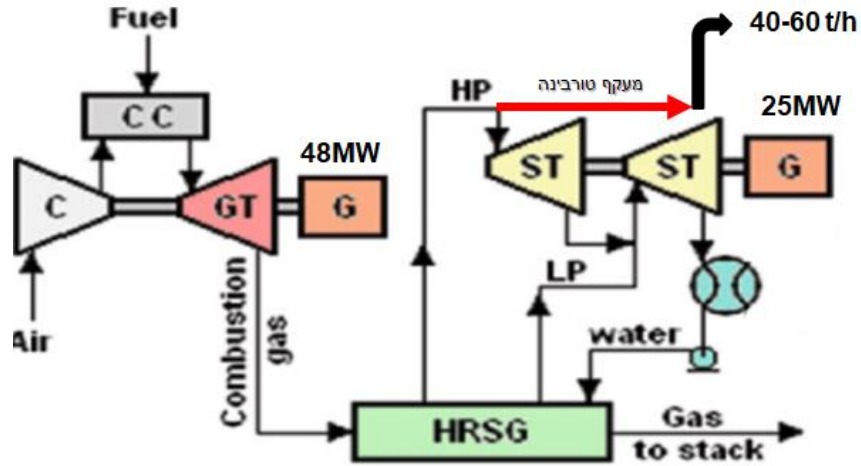 Fuel
40-60 t/h
HP
מעקף טורבינה
25MW
CC
48MW
ST
ST
G
C
GT
G
LP
Air
Combustion
gas
water
HRSG
Gas
to stack